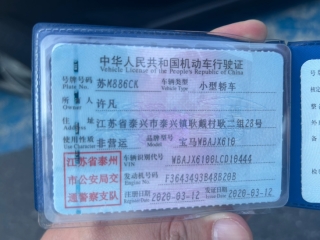 中华人民共和国机动车行驶证
Vehicle License of the People's Republic of China
号牌号码 苏M886CK 车辆类型 小型轿车
Plate No. Vehicle Type
所有人 许凡
Owner
住址 江苏省泰兴市泰兴镇耿戴村耿二组28号
Address
使用性质 非营运 品牌型号 宝马WBAJX610
Use Character Model
江苏省泰州
市公安局交
通警察支队
车辆识别代号
VIN
发动机号码
Engine No.
注册日期 2020-03-12 发证日期 2020-03-12
Register Date Issue Date